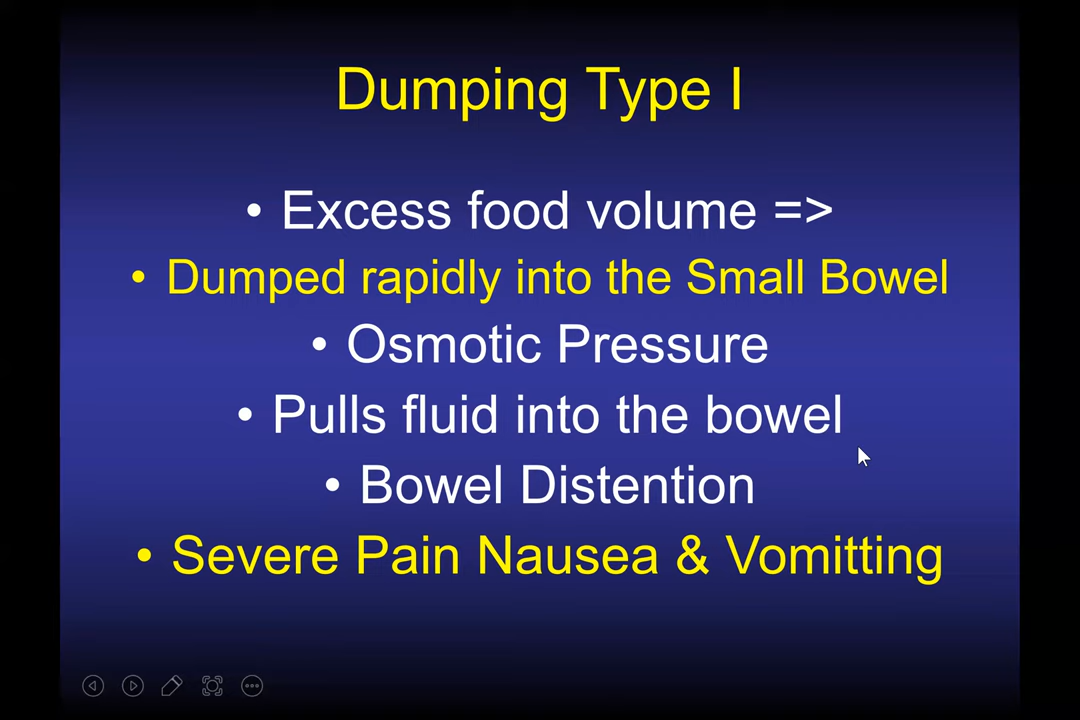 Dumping Type I
• Excess food volume =>
• Dumped rapidly into the Small Bowel
• Osmotic Pressure
• Pulls fluid into the bowel
• Bowel Distention
• Severe Pain Nausea & Vomitting